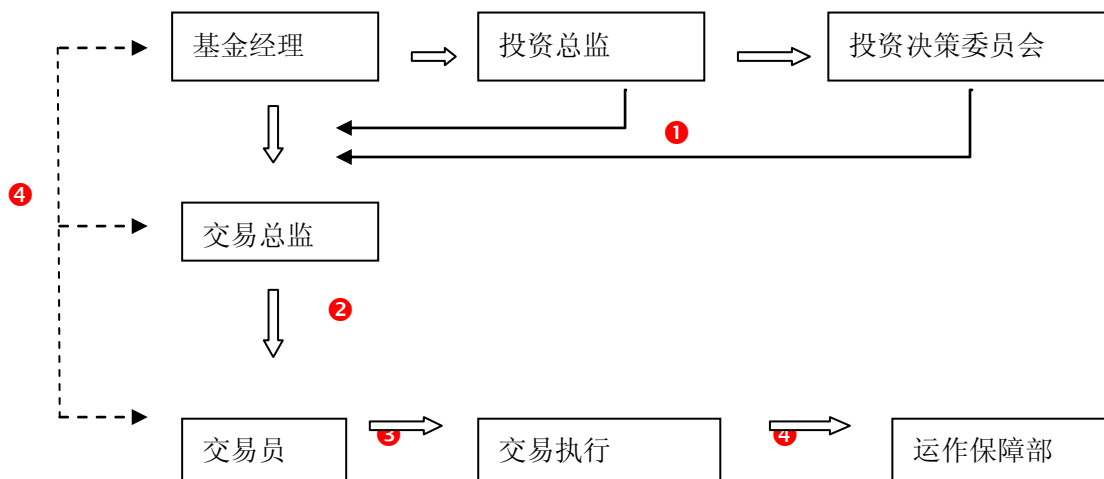 基金经理
投资总监
投资决策委员会
❶
❹
交易总监
❷
交易员
❸
交易执行
❹
运作保障部